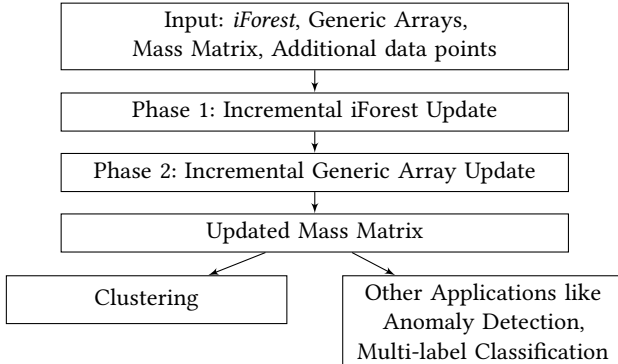 Input: iForest, Generic Arrays,
Mass Matrix, Additional data points
Phase 1: Incremental iForest Update
Phase 2: Incremental Generic Array Update
Updated Mass Matrix
Clustering
Other Applications like
Anomaly Detection,
Multi-label Classification